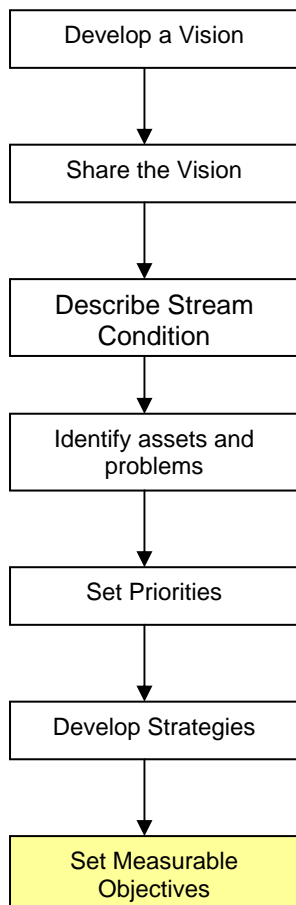 Develop a Vision
Share the Vision
Describe Stream
Condition
Identify assets and
problems
Set Priorities
Develop Strategies
Set Measurable
Objectives